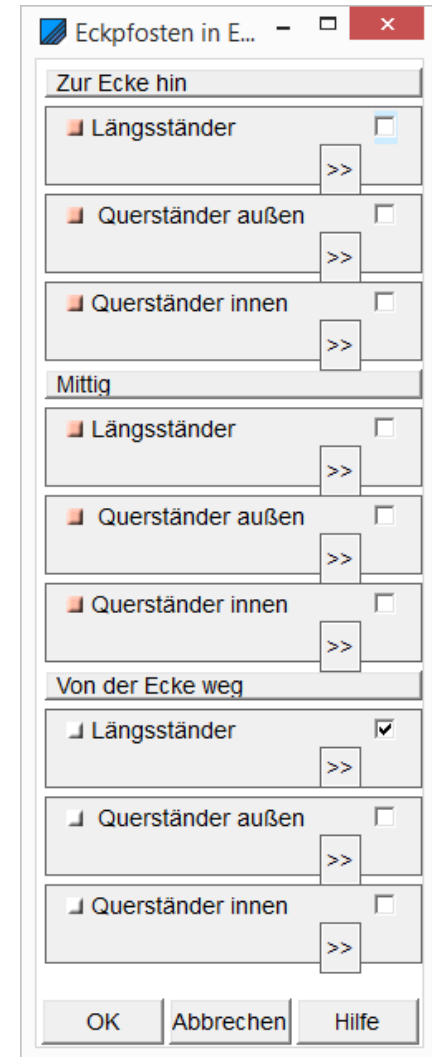 Eckpfosten in E...
Zur Ecke hin
Längsständer
>>
Querständer außen
>>
Querständer innen
>>
Mittig
Längsständer
>>
Querständer außen
>>
Querständer innen
>>
Von der Ecke weg
Längsständer
>>
Querständer außen
>>
Querständer innen
>>
OK Abbrechen Hilfe